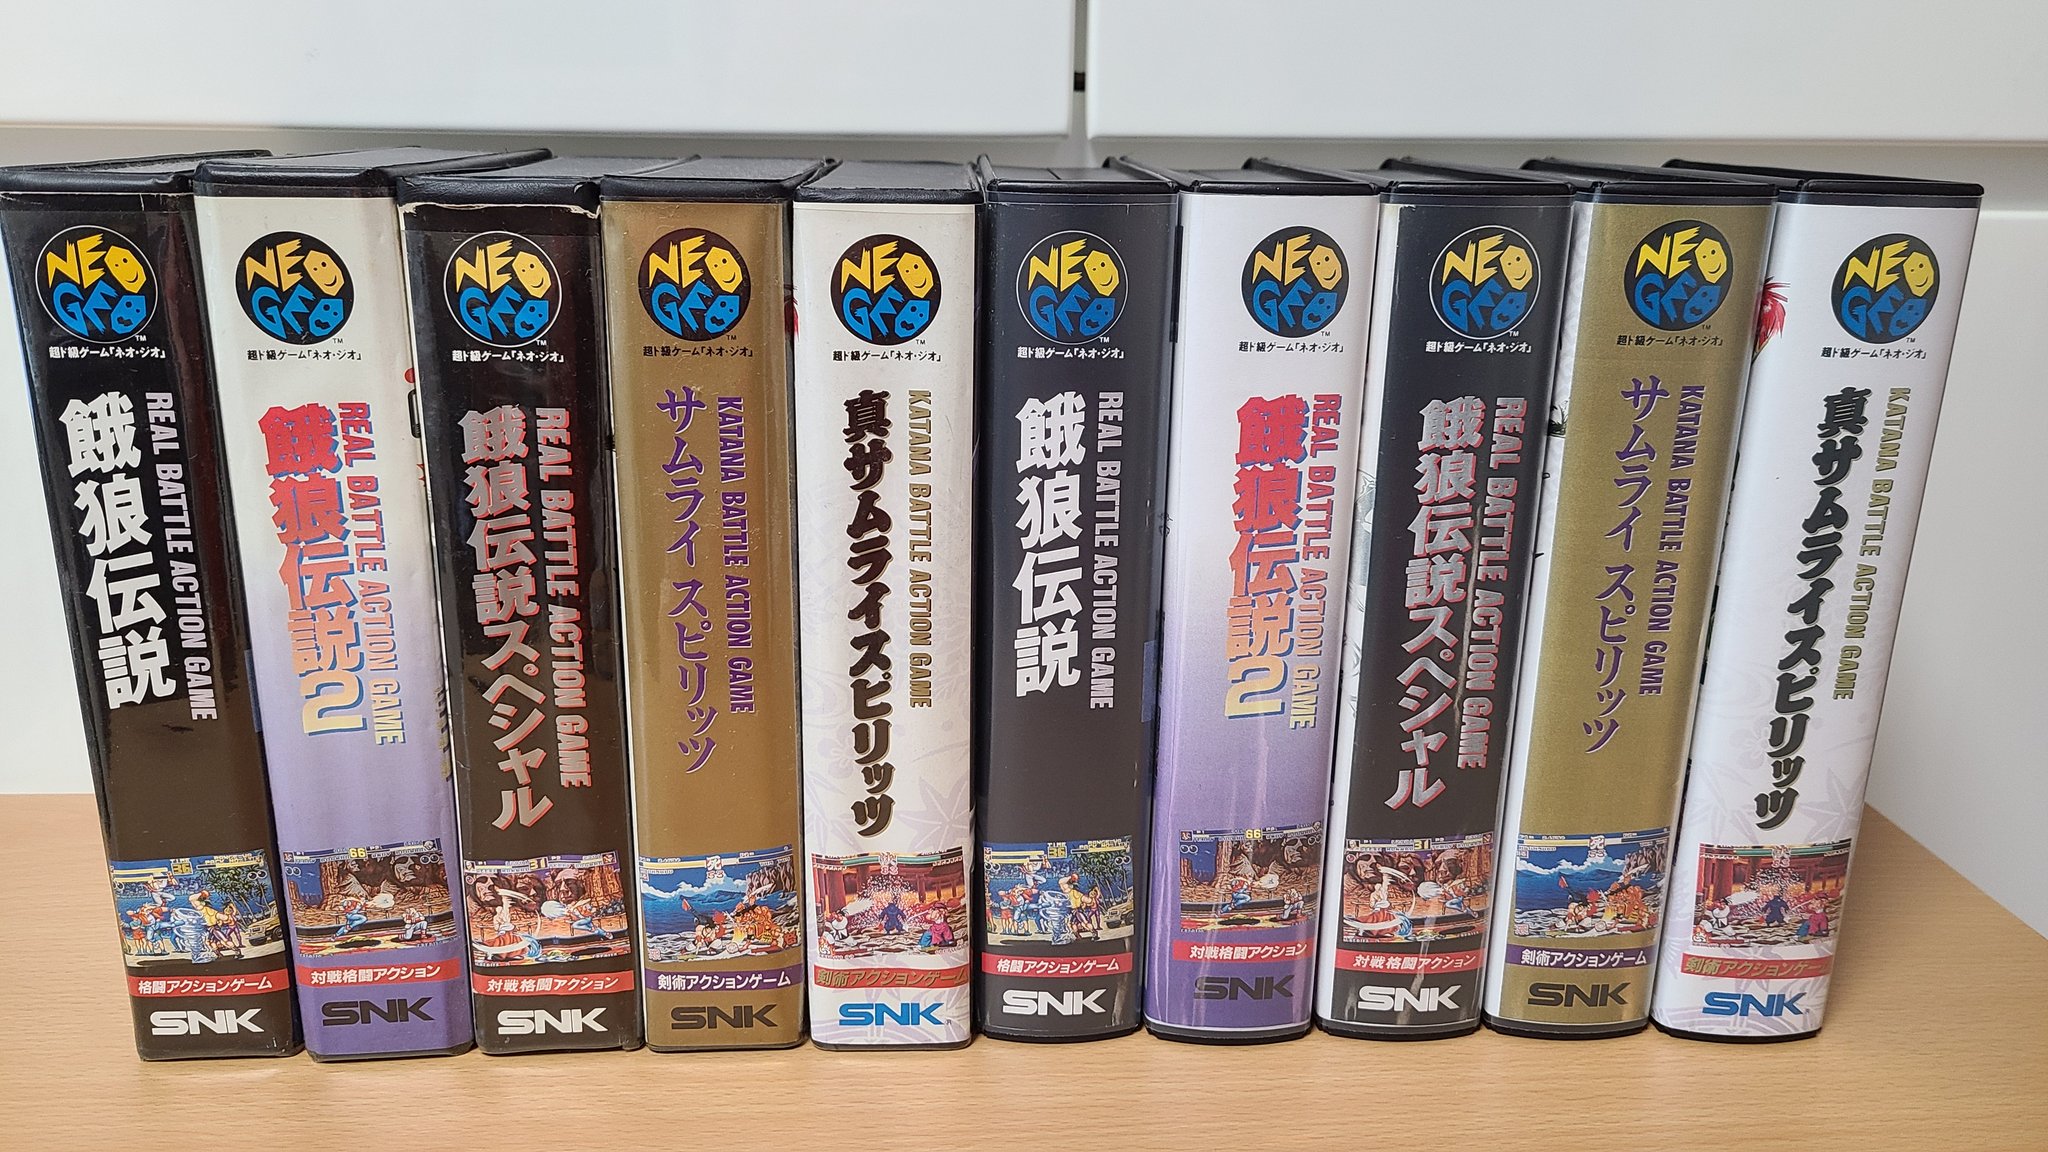 NEO
GEO
TM
超ド級ゲーム「ネオ・ジオ」
REAL BATTLE ACTION GAME
餓狼伝説
格闘アクションゲーム
SNK
NEO
GEO
TM
超ド級ゲーム「ネオ・ジオ」
REAL BATTLE ACTION GAME
餓狼伝説2
対戦格闘アクション
SNK
NEO
GEO
TM
超ド級ゲーム「ネオ・ジオ」
REAL BATTLE ACTION GAME
餓狼伝説スペシャル
対戦格闘アクション
SNK
NEO
GEO
TM
超ド級ゲーム「ネオ・ジオ」
KATANA BATTLE ACTION GAME
サムライ スピリッツ
剣術アクションゲーム
SNK
NEO
GEO
TM
超ド級ゲーム「ネオ・ジオ」
KATANA BATTLE ACTION GAME
真サムライスピリッツ
剣術アクションゲーム
SNK
NEO
GEO
TM
超ド級ゲーム「ネオ・ジオ」
REAL BATTLE ACTION GAME
餓狼伝説
格闘アクションゲーム
SNK
NEO
GEO
TM
超ド級ゲーム「ネオ・ジオ」
REAL BATTLE ACTION GAME
餓狼伝説2
対戦格闘アクション
SNK
NEO
GEO
TM
超ド級ゲーム「ネオ・ジオ」
REAL BATTLE ACTION GAME
餓狼伝説スペシャル
対戦格闘アクション
SNK
NEO
GEO
TM
超ド級ゲーム「ネオ・ジオ」
KATANA BATTLE ACTION GAME
サムライ スピリッツ
剣術アクションゲーム
SNK
NEO
GEO
TM
超ド級ゲーム「ネオ・ジオ」
KATANA BATTLE ACTION GAME
真サムライスピリッツ
剣術アクションゲー
SNK